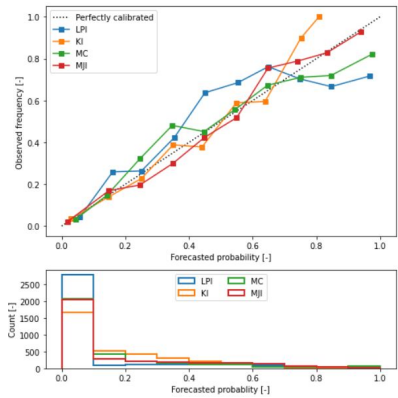 1.0
0.8
0.6
0.4
0.2
0.0
Observed frequency [-]
Perfectly calibrated
LPI
KI
MC
MJI
0.0 0.2 0.4 0.6 0.8 1.0
Forecasted probability [-]
2500
2000
1500
1000
500
0
Count [-]
LPI MC
KI MJI
0.0 0.2 0.4 0.6 0.8 1.0
Forecasted probability [-]